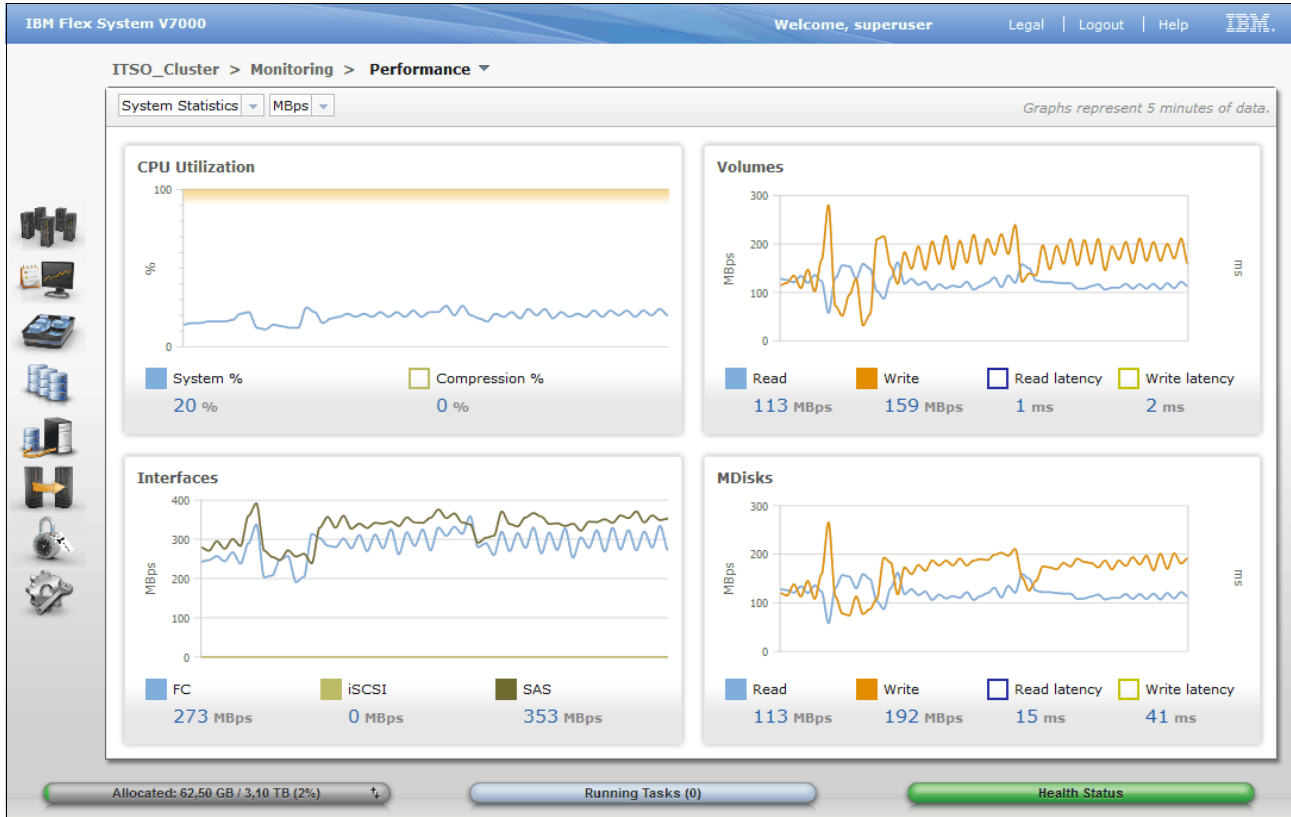 IBM Flex System V7000
Welcome, superuser
Legal | Logout | Help
IBM.
ITSO_Cluster > Monitoring > Performance
System Statistics MBps
Graphs represent 5 minutes of data.
CPU Utilization
100
%
0
System %
Compression %
20 %
0 %
Volumes
300
200
100
0
MBps
ms
Read
Write
Read latency
Write latency
113 MBps
159 MBps
1 ms
2 ms
Interfaces
400
300
200
100
0
MBps
FC
iSCSI
SAS
273 MBps
0 MBps
353 MBps
MDisks
300
200
100
0
MBps
ms
Read
Write
Read latency
Write latency
113 MBps
192 MBps
15 ms
41 ms
Allocated: 62,50 GB / 3,10 TB (2%)
Running Tasks (0)
Health Status